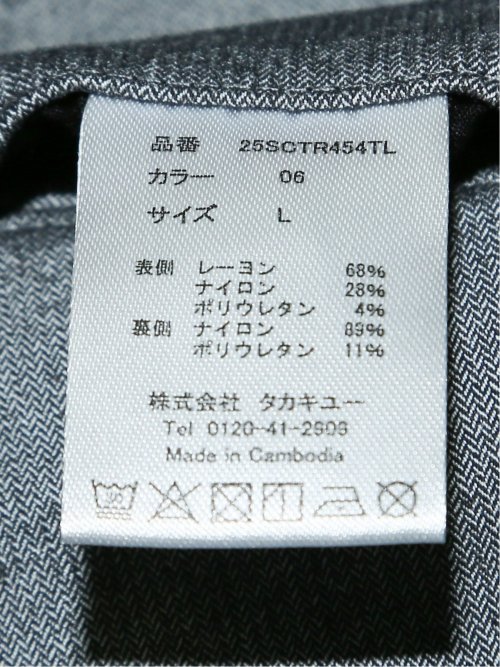 品番 25SCTR454TL
カラー 06
サイズ L
表側 レーヨン 68%
ナイロン 28%
ポリウレタン 4%
裏側 ナイロン 89%
ポリウレタン 11%
株式会社 タカキユー
Tel 0120-41-2909
Made in Cambodia